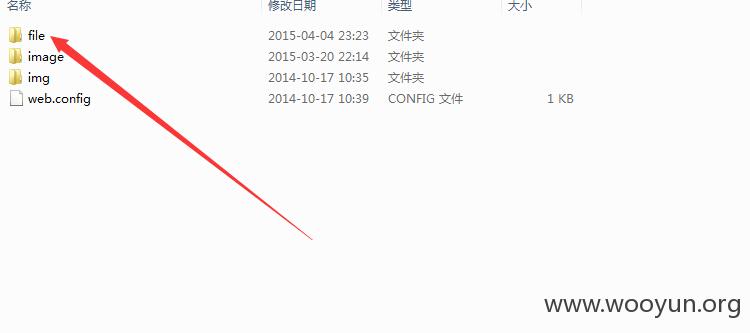 名称 修改日期 类型 大小
file 2015-04-04 23:23 文件夹
image 2015-03-20 22:14 文件夹
img 2014-10-17 10:35 文件夹
web.config 2014-10-17 10:39 CONFIG 文件 1 KB
www.wooyun.org